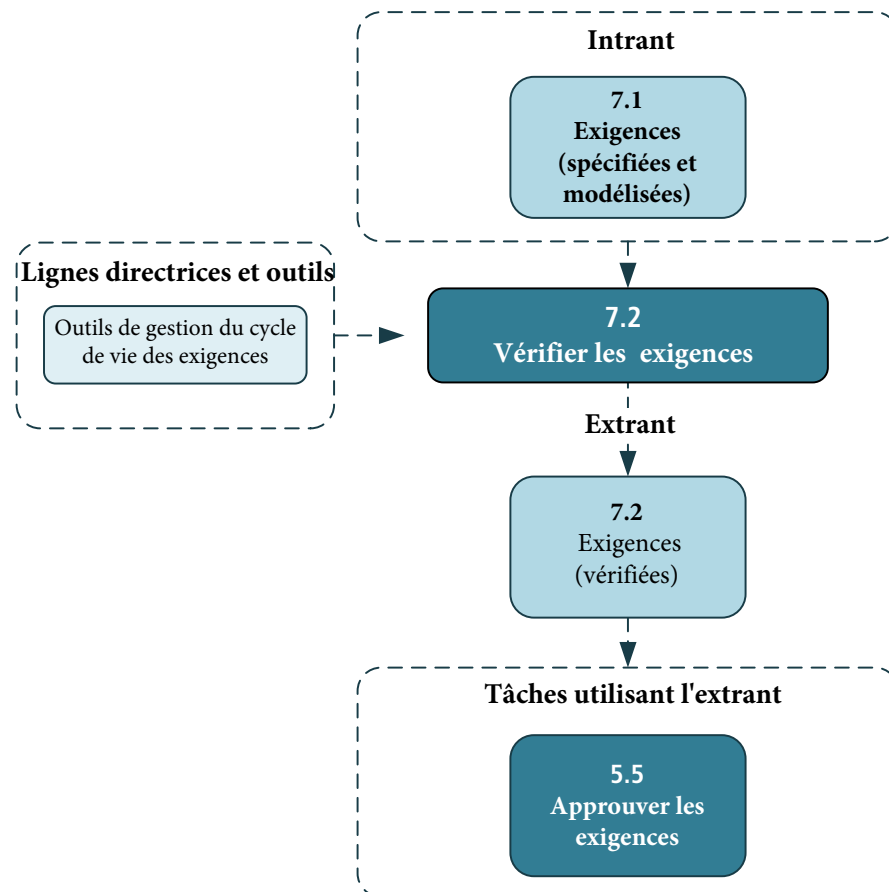 Intrant
7.1
Exigences
(spécifiées et
modélisées)
Lignes directrices et outils
Outils de gestion du cycle
de vie des exigences
7.2
Vérifier les exigences
Extrant
7.2
Exigences
(vérifiées)
Tâches utilisant l'extrant
5.5
Approuver les
exigences